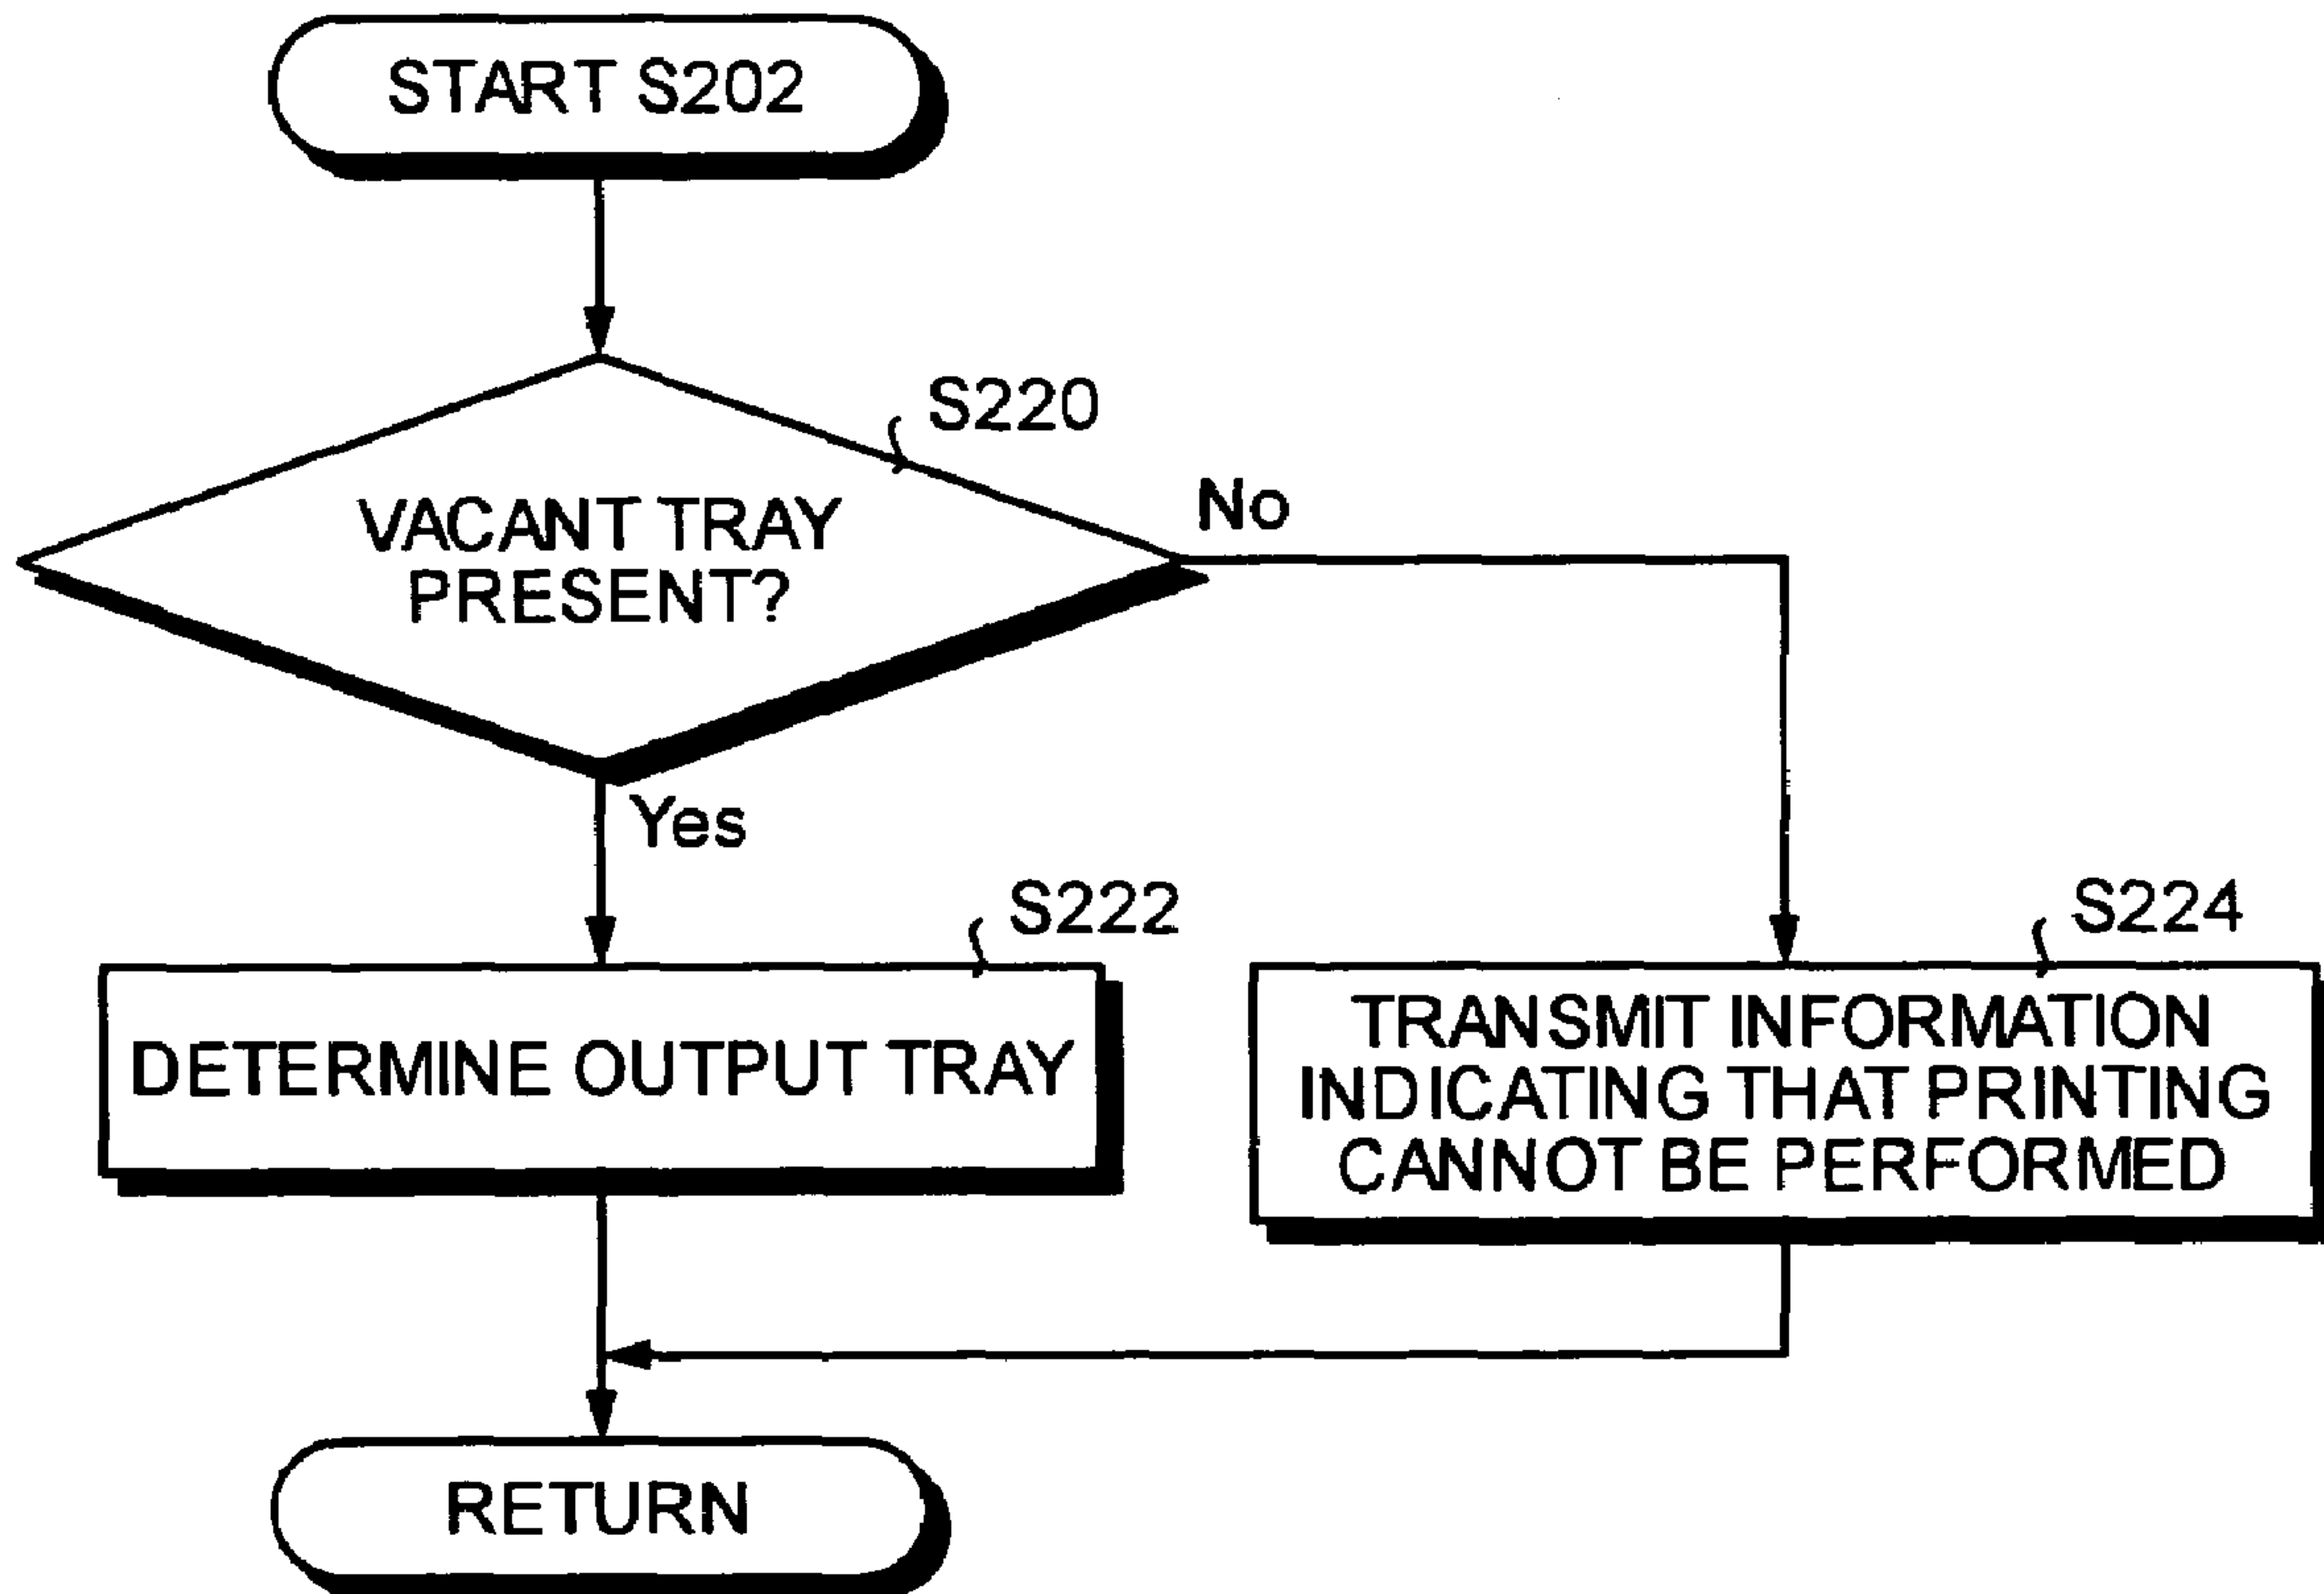 START S202
S220
VACANT TRAY
PRESENT?
No
Yes
S222
DETERMINE OUTPUT TRAY
S224
TRANSMIT INFORMATION
INDICATING THAT PRINTING
CANNOT BE PERFORMED
RETURN